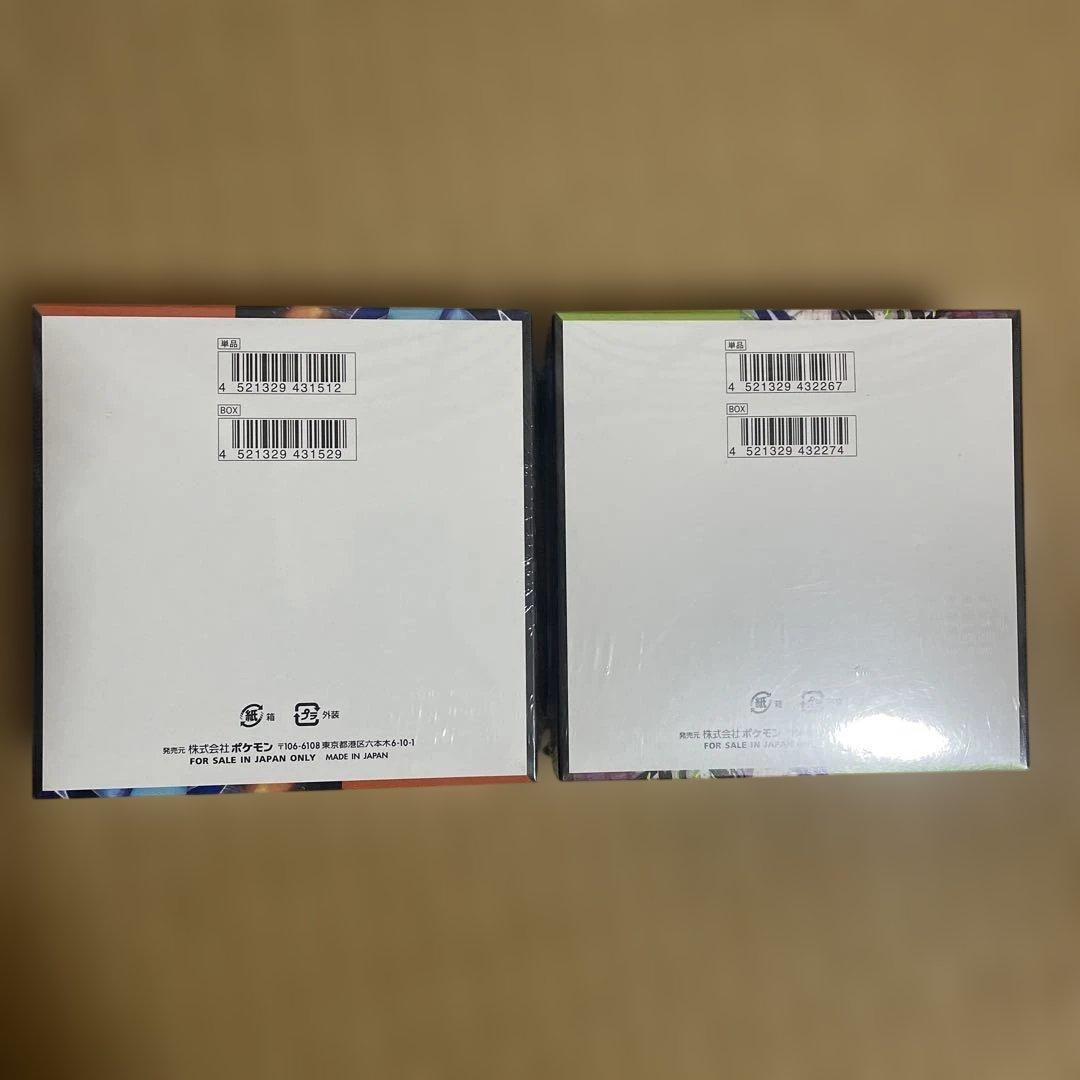 単品
4 521329 431512
BOX
4 521329 431529
紙 箱
プラ 外装
発売元 株式会社ポケモン 〒106-6108 東京都港区六本木6-10-1
FOR SALE IN JAPAN ONLY MADE IN JAPAN
単品
4 521329 432267
BOX
4 521329 432274
紙 箱
プラ
発売元 株式会社ポケモン
FOR SALE IN JAPAN